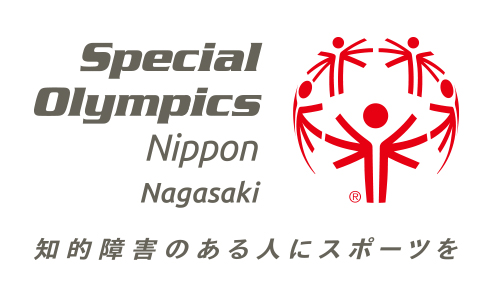 Special
Olympics
Nippon
Nagasaki
®
知的障害のある人にスポーツを